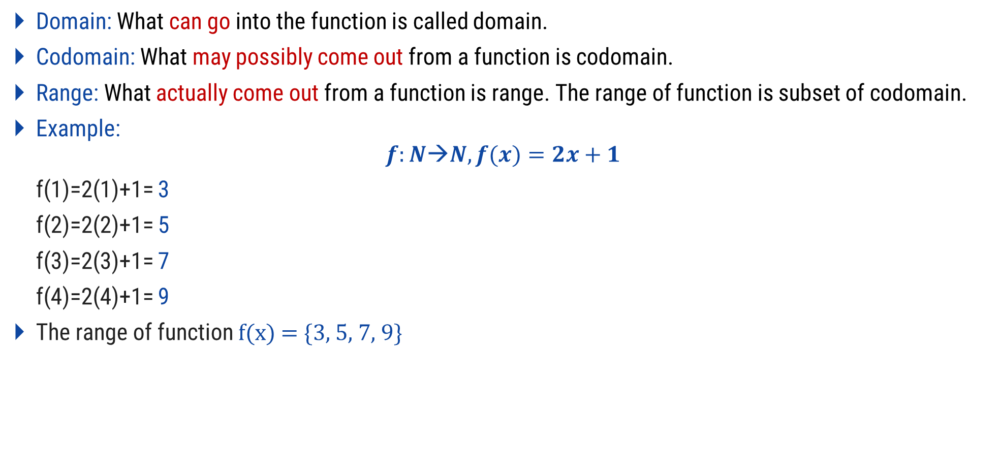 Domain: What can go into the function is called domain.
Codomain: What may possibly come out from a function is codomain.
Range: What actually come out from a function is range. The range of function is subset of codomain.
Example:
f: N→N, f(x) = 2x + 1
f(1)=2(1)+1= 3
f(2)=2(2)+1= 5
f(3)=2(3)+1= 7
f(4)=2(4)+1= 9
The range of function f(x) = {3, 5, 7, 9}